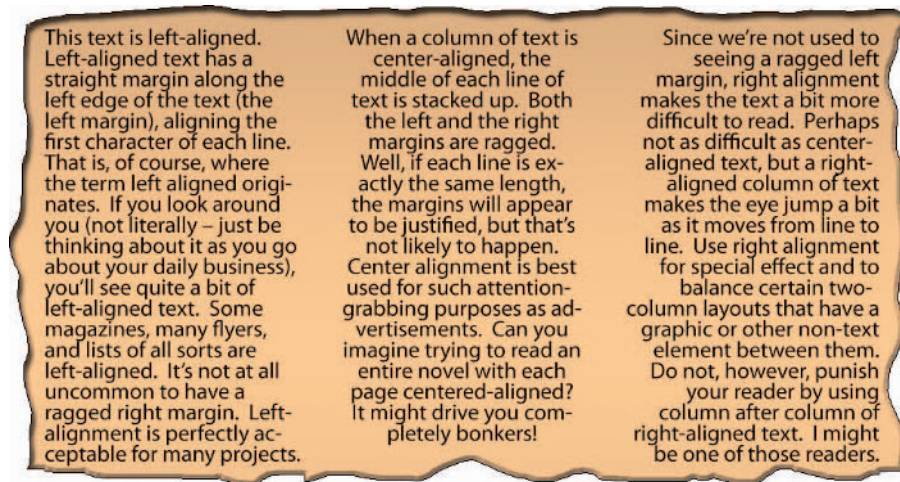 This text is left-aligned.
Left-aligned text has a
straight margin along the
left edge of the text (the
left margin), aligning the
first character of each line.
That is, of course, where
the term left aligned origi-
nates.  If you look around
you (not literally – just be
thinking about it as you go
about your daily business),
you'll see quite a bit of
left-aligned text.  Some
magazines, many flyers,
and lists of all sorts are
left-aligned.  It's not at all
uncommon to have a
ragged right margin.  Left-
alignment is perfectly ac-
ceptable for many projects.
When a column of text is
center-aligned, the
middle of each line of
text is stacked up.  Both
the left and the right
margins are ragged.
Well, if each line is ex-
actly the same length,
the margins will appear
to be justified, but that's
not likely to happen.
Center alignment is best
used for such attention-
grabbing purposes as ad-
vertisements.  Can you
imagine trying to read an
entire novel with each
page centered-aligned?
It might drive you com-
pletely bonkers!
Since we're not used to
seeing a ragged left
margin, right alignment
makes the text a bit more
difficult to read.  Perhaps
not as difficult as center-
aligned text, but a right-
aligned column of text
makes the eye jump a bit
as it moves from line to
line.  Use right alignment
for special effect and to
balance certain two-
column layouts that have a
graphic or other non-text
element between them.
Do not, however, punish
your reader by using
column after column of
right-aligned text.  I might
be one of those readers.